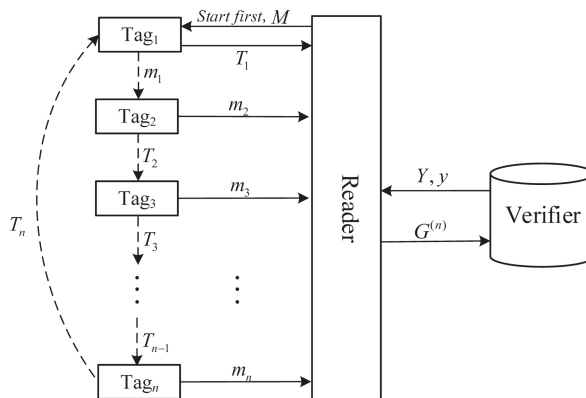 Start first, M
Tag₁
T₁
m₁
Tag₂
m₂
T₂
Y, y
Tag₃
m₃
Reader
Verifier
Tₙ
T₃
G⁽ⁿ⁾
Tₙ₋₁
Tagₙ
mₙ